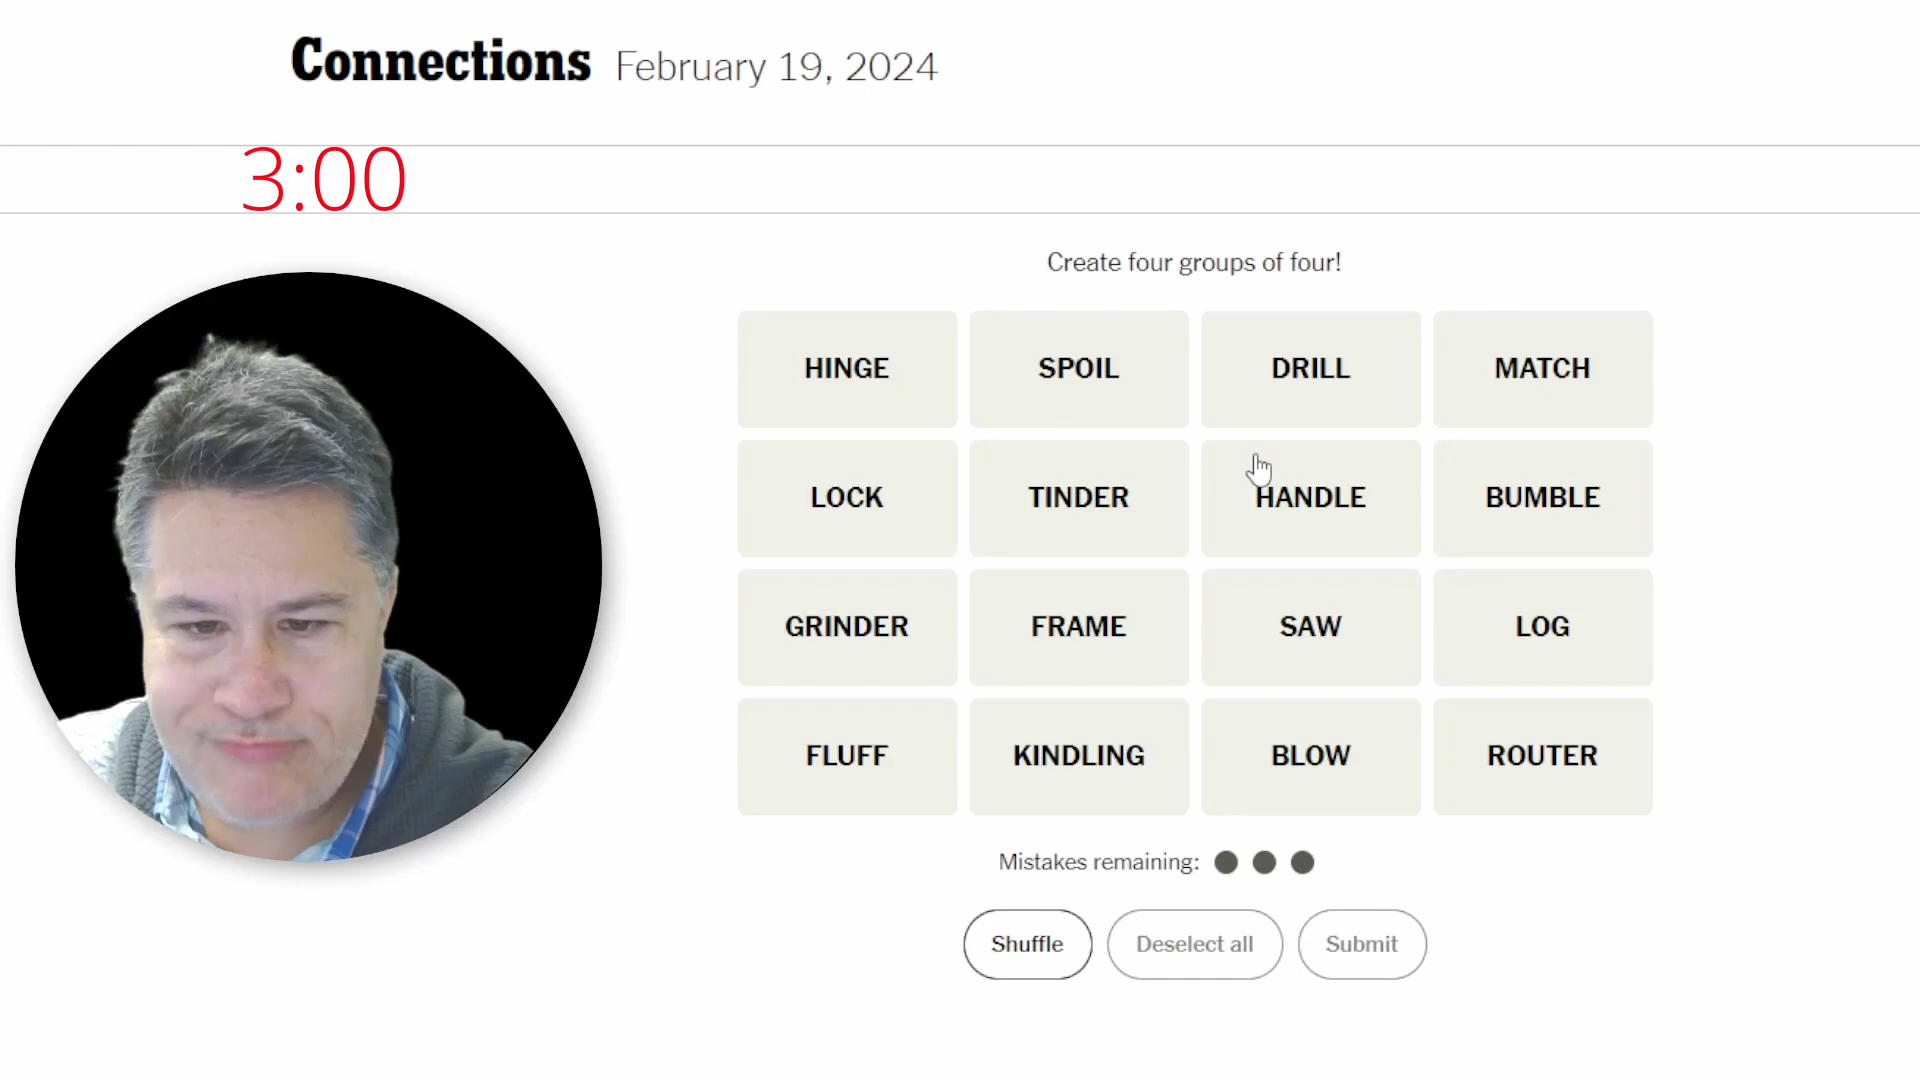 Connections February 19, 2024
3:00
Create four groups of four!
HINGE SPOIL DRILL MATCH
LOCK TINDER HANDLE BUMBLE
GRINDER FRAME SAW LOG
FLUFF KINDLING BLOW ROUTER
Mistakes remaining:
Shuffle Deselect all Submit